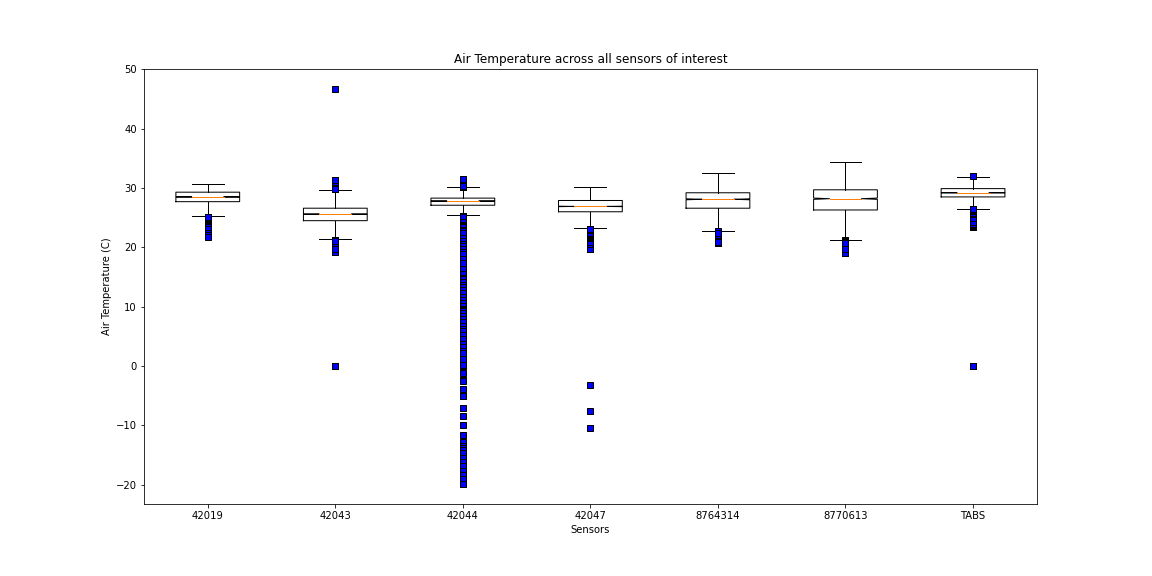 Air Temperature across all sensors of interest
50
40
30
20
10
0
−10
−20
Air Temperature (C)
42019 42043 42044 42047 8764314 8770613 TABS
Sensors